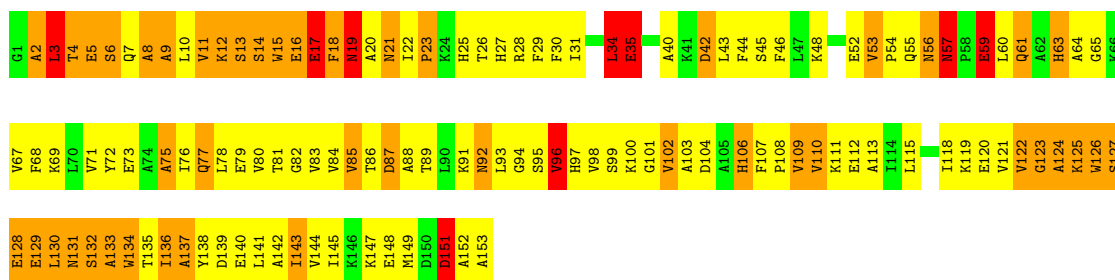 G1 A2 L3 T4 E5 S6 Q7 A8 A9 L10 V11 K12 S13 S14 W15 E16 E17 F18 N19 A20 N21 I22 P23 K24 H25 T26 H27 R28 F29 F30 I31 L34 E35 A40 K41 D42 L43 F44 S45 F46 L47 K48 E52 V53 P54 Q55 N56 N57 P58 E59 L60 Q61 A62 H63 A64 G65 K66
V67 F68 K69 L70 V71 Y72 E73 A74 A75 I76 Q77 L78 E79 V80 T81 G82 V83 V84 V85 T86 D87 A88 T89 L90 K91 N92 L93 G94 S95 V96 H97 V98 S99 K100 G101 V102 A103 D104 A105 H106 F107 P108 V109 V110 K111 E112 A113 I114 L115 I118 K119 E120 V121 V122 G123 A124 K125 W126 S127
E128 E129 L130 N131 S132 A133 W134 T135 I136 A137 Y138 D139 E140 L141 A142 I143 V144 I145 K146 K147 E148 M149 D150 D151 A152 A153